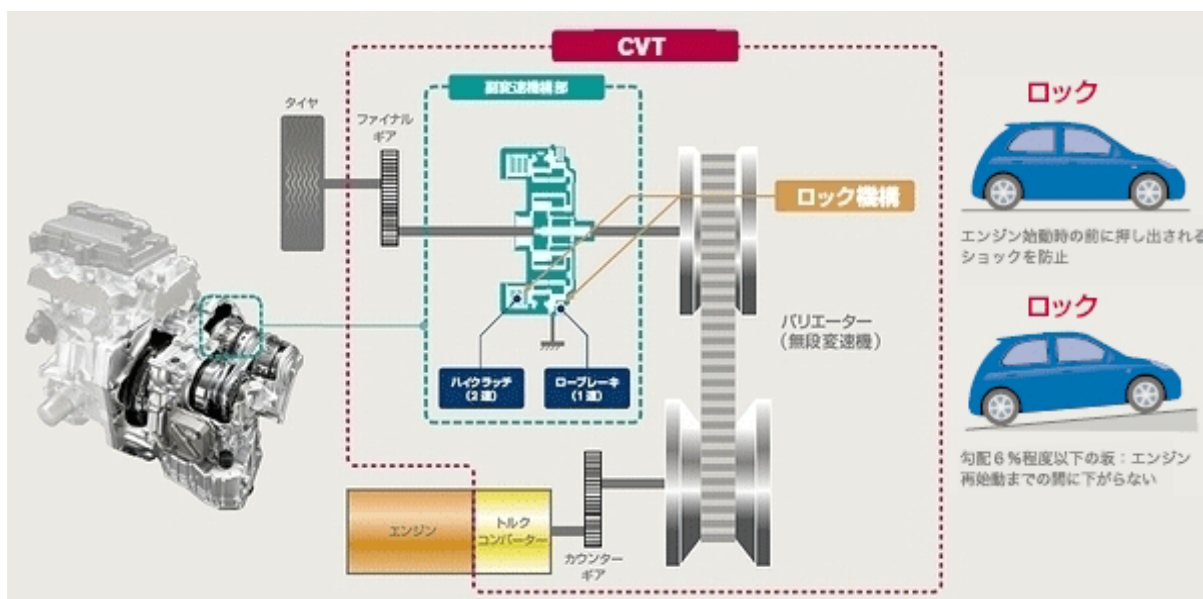 CVT
副変速機構部
タイヤ
ファイナル
ギア
ロック機構
ハイクラッチ
(2速)
ローブレーキ
(1速)
バリエーター
(無段変速機)
エンジン
トルク
コンバーター
カウンター
ギア
ロック
エンジン始動時の前に押し出される
ショックを防止
ロック
勾配6%程度以下の坂:エンジン
再始動までの間に下がらない